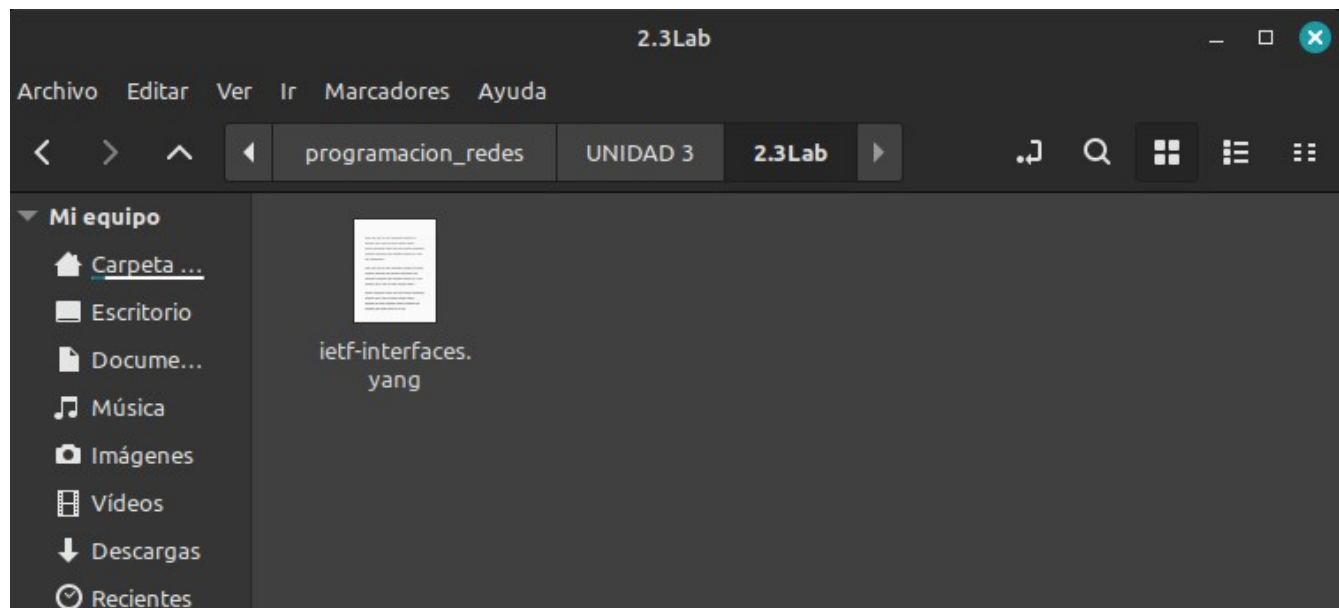 2.3Lab
Archivo Editar Ver Ir Marcadores Ayuda
programacion_redes UNIDAD 3 2.3Lab
Mi equipo
Carpeta ...
Escritorio
Docume...
Música
Imágenes
Vídeos
Descargas
Recientes
ietf-interfaces.
yang